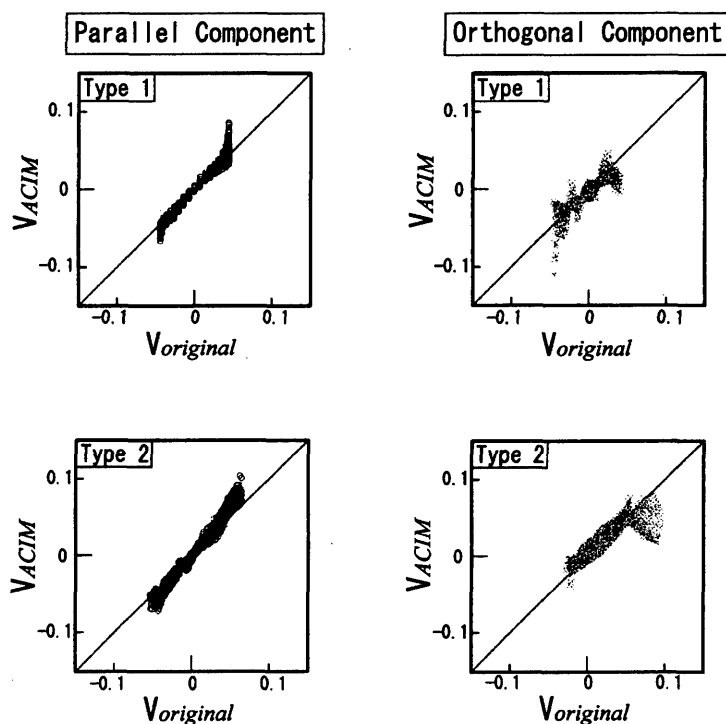 Parallel Component
Orthogonal Component
Type 1
0.1
0
-0.1
VACIM
-0.1
0
0.1
Voriginal
Type 1
0.1
0
-0.1
VACIM
-0.1
0
0.1
Voriginal
Type 2
0.1
0
-0.1
VACIM
-0.1
0
0.1
Voriginal
Type 2
0.1
0
-0.1
VACIM
-0.1
0
0.1
Voriginal